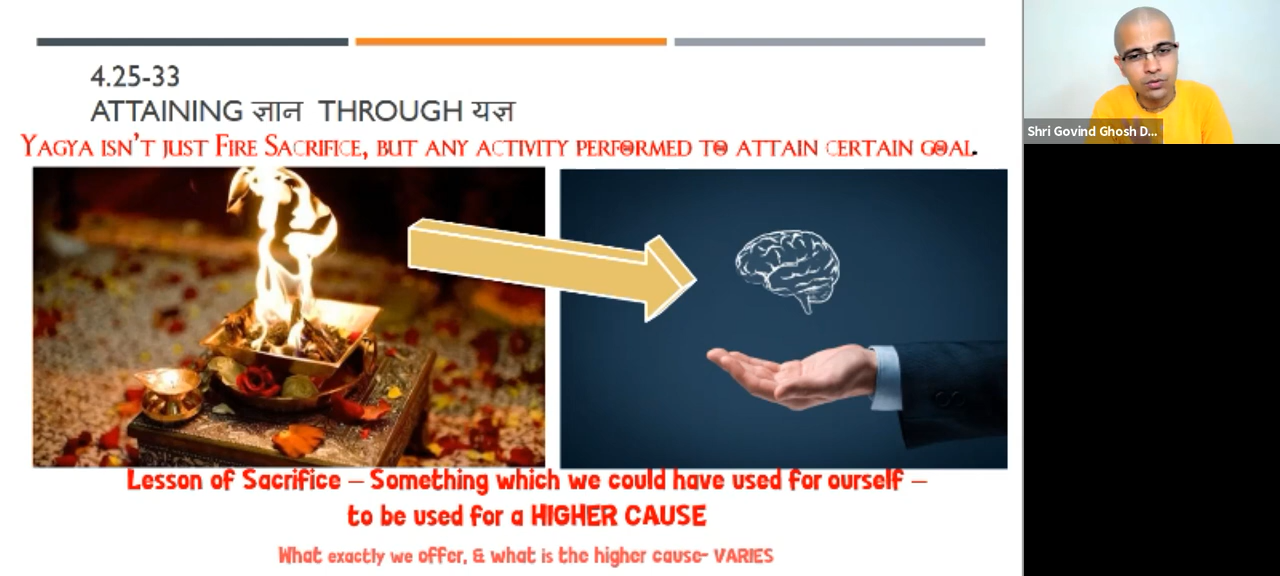 4.25-33
ATTAINING ज्ञान THROUGH यज्ञ
YAGYA ISN'T JUST FIRE SACRIFICE, BUT ANY ACTIVITY PERFORMED TO ATTAIN CERTAIN GOAL.
Lesson of Sacrifice – Something which we could have used for ourself –
to be used for a HIGHER CAUSE
What exactly we offer, & what is the higher cause- VARIES
Shri Govind Ghosh D...